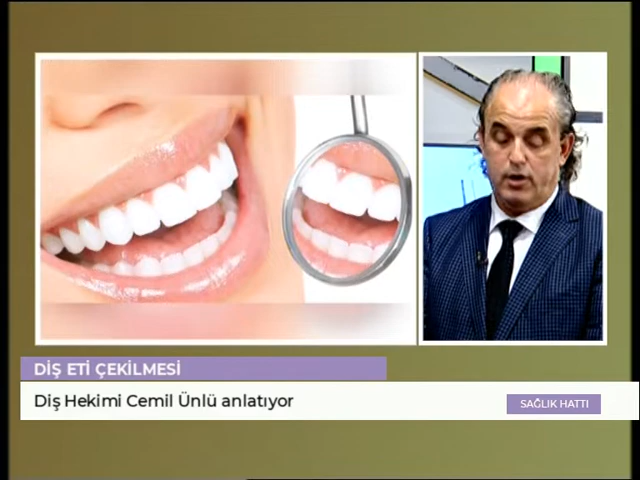 DİŞ ETİ ÇEKİLMESİ
Diş Hekimi Cemil Ünlü anlatıyor
SAĞLIK HATTI